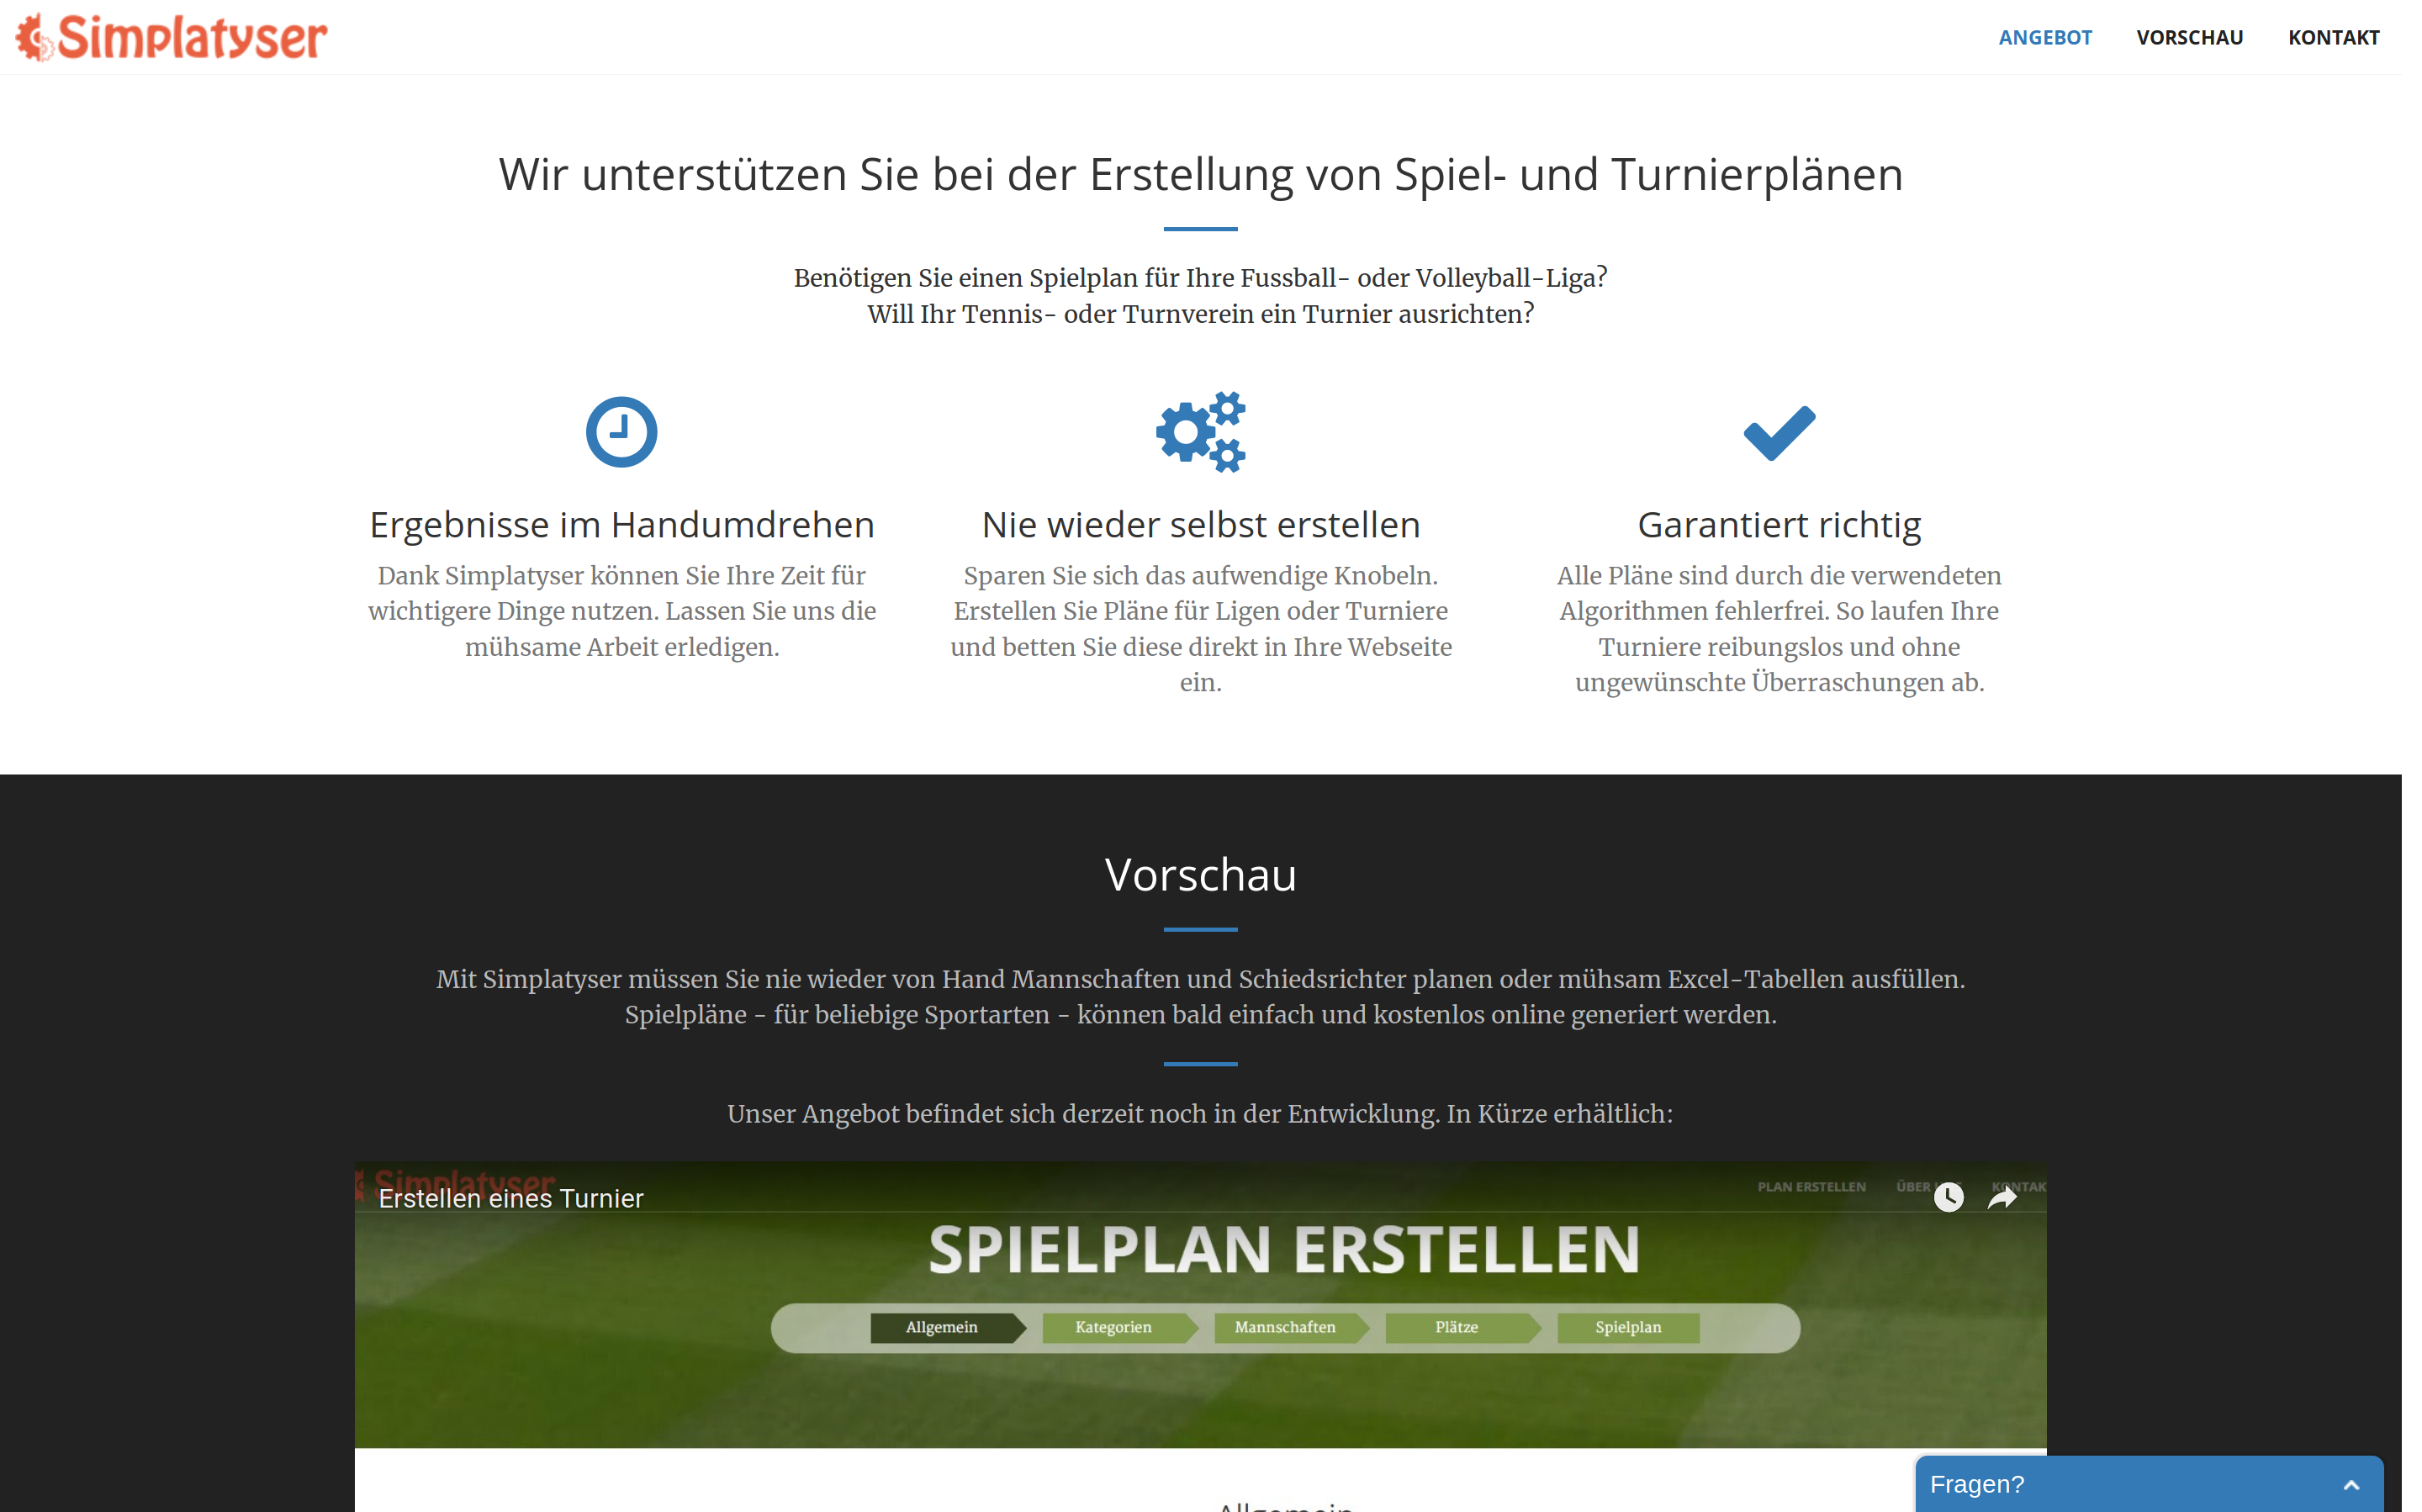 Simplatyser
ANGEBOT VORSCHAU KONTAKT
Wir unterstützen Sie bei der Erstellung von Spiel- und Turnierplänen
Benötigen Sie einen Spielplan für Ihre Fussball- oder Volleyball-Liga?
Will Ihr Tennis- oder Turnverein ein Turnier ausrichten?
Ergebnisse im Handumdrehen
Dank Simplatyser können Sie Ihre Zeit für
wichtigere Dinge nutzen. Lassen Sie uns die
mühsame Arbeit erledigen.
Nie wieder selbst erstellen
Sparen Sie sich das aufwendige Knobeln.
Erstellen Sie Pläne für Ligen oder Turniere
und betten Sie diese direkt in Ihre Webseite
ein.
Garantiert richtig
Alle Pläne sind durch die verwendeten
Algorithmen fehlerfrei. So laufen Ihre
Turniere reibungslos und ohne
ungewünschte Überraschungen ab.
Vorschau
Mit Simplatyser müssen Sie nie wieder von Hand Mannschaften und Schiedsrichter planen oder mühsam Excel-Tabellen ausfüllen.
Spielpläne - für beliebige Sportarten - können bald einfach und kostenlos online generiert werden.
Unser Angebot befindet sich derzeit noch in der Entwicklung. In Kürze erhältlich:
Simplatyser
Erstellen eines Turnier
PLAN ERSTELLEN ÜBER KONTAK
SPIELPLAN ERSTELLEN
Allgemein Kategorien Mannschaften Plätze Spielplan
Allgemein
Fragen?